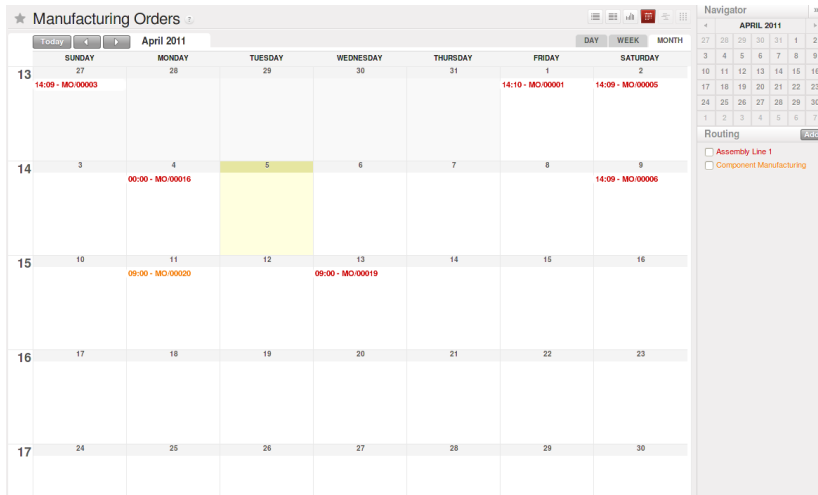 Manufacturing Orders ?
Today April 2011 DAY WEEK MONTH
SUNDAY MONDAY TUESDAY WEDNESDAY THURSDAY FRIDAY SATURDAY
13 27 28 29 30 31 1 2
14:09 - MO/00003 14:10 - MO/00001 14:09 - MO/00005
14 3 4 5 6 7 8 9
00:00 - MO/00016 14:09 - MO/00006
15 10 11 12 13 14 15 16
09:00 - MO/00020 09:00 - MO/00019
16 17 18 19 20 21 22 23
17 24 25 26 27 28 29 30
Navigator »
APRIL 2011
27 28 29 30 31 1 2
3 4 5 6 7 8 9
10 11 12 13 14 15 16
17 18 19 20 21 22 23
24 25 26 27 28 29 30
1 2 3 4 5 6 7
Routing Add
Assembly Line 1
Component Manufacturing